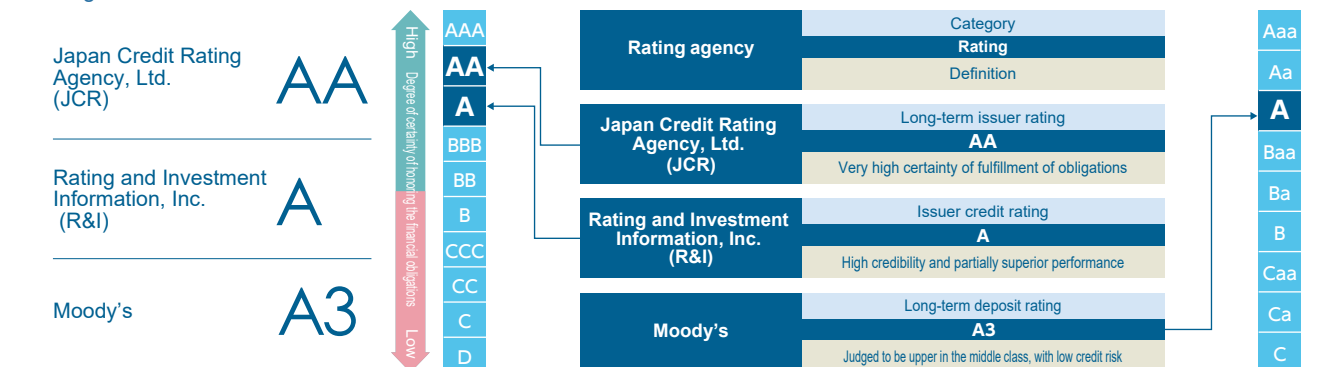 Japan Credit Rating
Agency, Ltd.
(JCR)
AA
Rating and Investment
Information, Inc.
(R&I)
A
Moody's
A3
High Degree of certainty of honoring the financial obligations Low
AAA
AA
A
BBB
BB
B
CCC
CC
C
D
Rating agency
Category
Rating
Definition
Japan Credit Rating
Agency, Ltd.
(JCR)
Long-term issuer rating
AA
Very high certainty of fulfillment of obligations
Rating and Investment
Information, Inc.
(R&I)
Issuer credit rating
A
High credibility and partially superior performance
Moody's
Long-term deposit rating
A3
Judged to be upper in the middle class, with low credit risk
Aaa
Aa
A
Baa
Ba
B
Caa
Ca
C